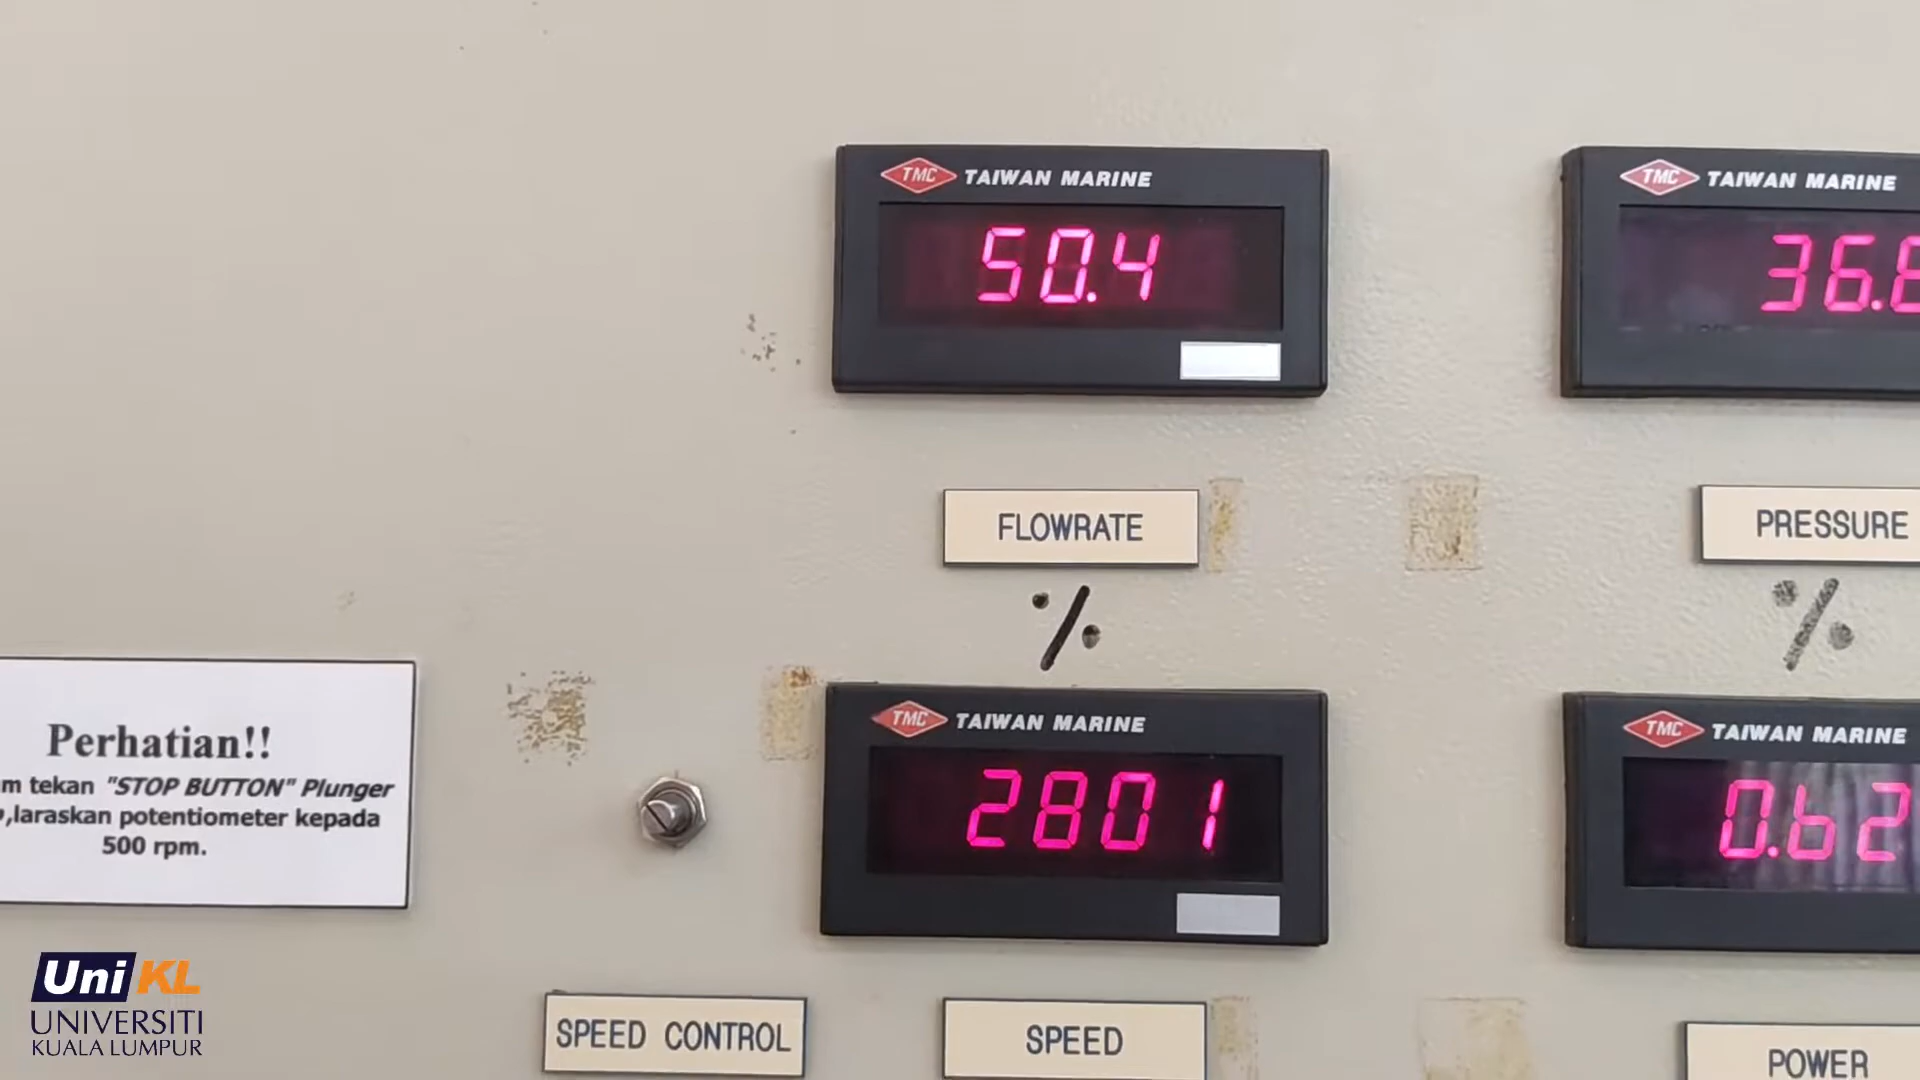 TMC TAIWAN MARINE
50.4
TMC TAIWAN MARINE
36.
FLOWRATE
%
PRESSURE
%
TMC TAIWAN MARINE
2801
TMC TAIWAN MARINE
0.62
Perhatian!!
m tekan "STOP BUTTON" Plunger
,laraskan potentiometer kepada
500 rpm.
SPEED CONTROL
SPEED
POWER
UniKL
UNIVERSITI
KUALA LUMPUR